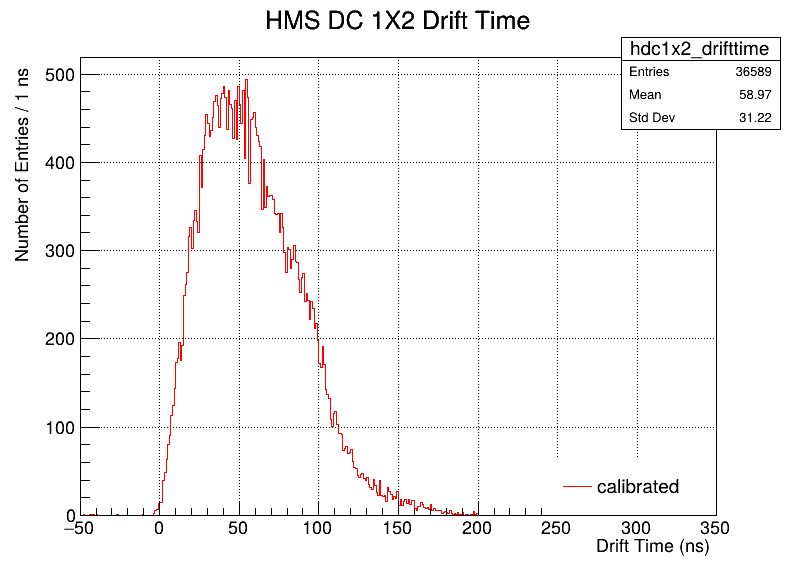 HMS DC 1X2 Drift Time
hdc1x2_drifttime
Entries 36589
Mean 58.97
Std Dev 31.22
Number of Entries / 1 ns
500
400
300
200
100
0
−50 0 50 100 150 200 250 300 350
Drift Time (ns)
calibrated